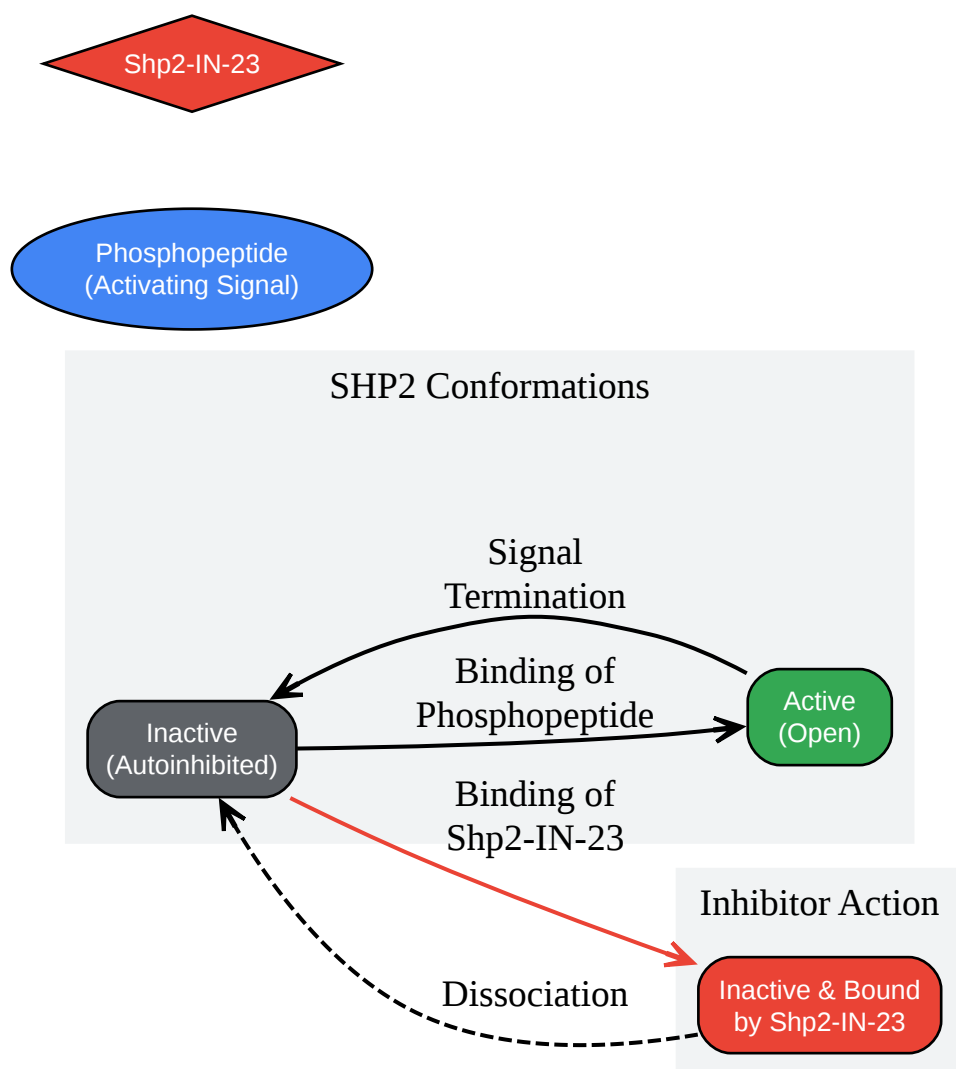 Shp2-IN-23
Phosphopeptide
(Activating Signal)
SHP2 Conformations
Signal
Termination
Binding of
Phosphopeptide
Active
(Open)
Inactive
(Autoinhibited)
Binding of
Shp2-IN-23
Inhibitor Action
Dissociation
Inactive & Bound
by Shp2-IN-23